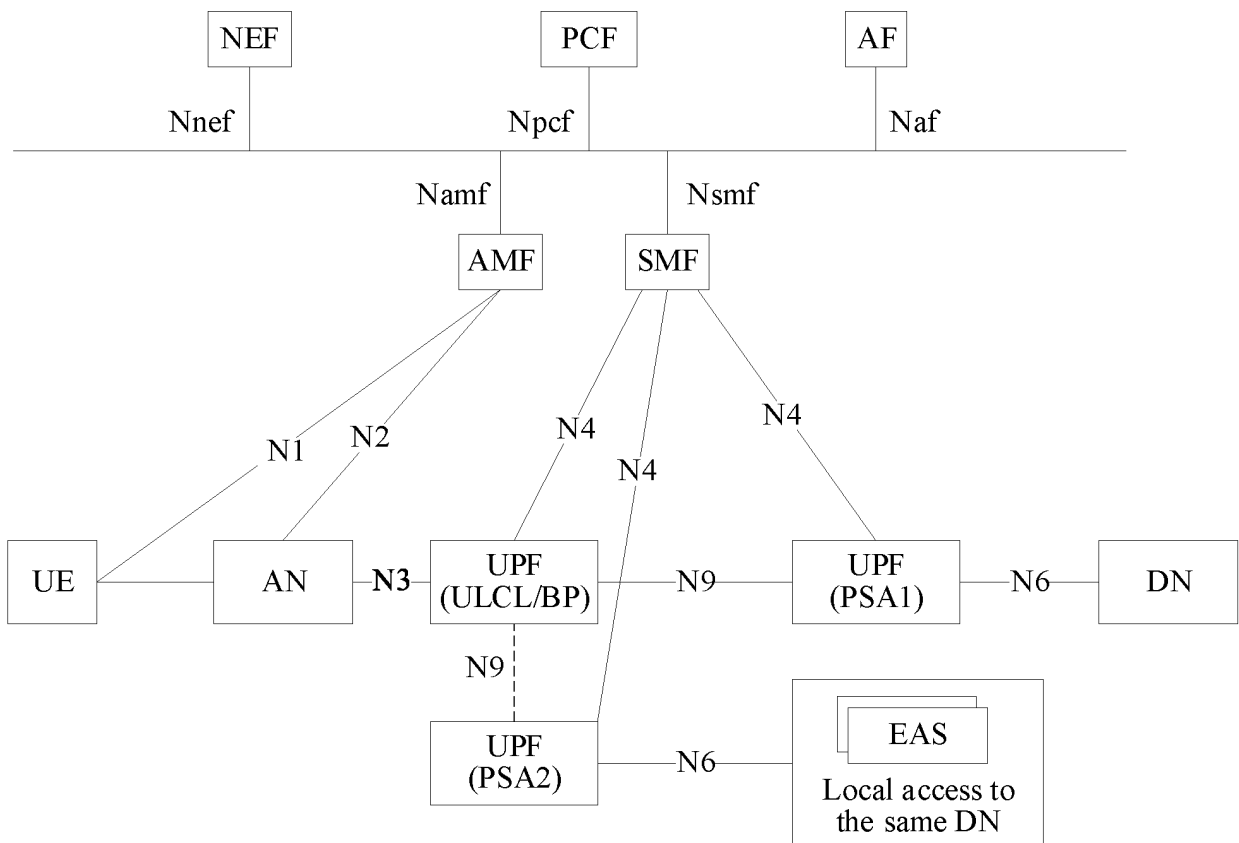 NEF
PCF
AF
Nnef
Npcf
Naf
Namf
Nsmf
AMF
SMF
N1
N2
N4
N4
N4
UE
AN
N3
UPF
(ULCL/BP)
N9
UPF
(PSA1)
N6
DN
N9
UPF
(PSA2)
N6
EAS
Local access to
the same DN